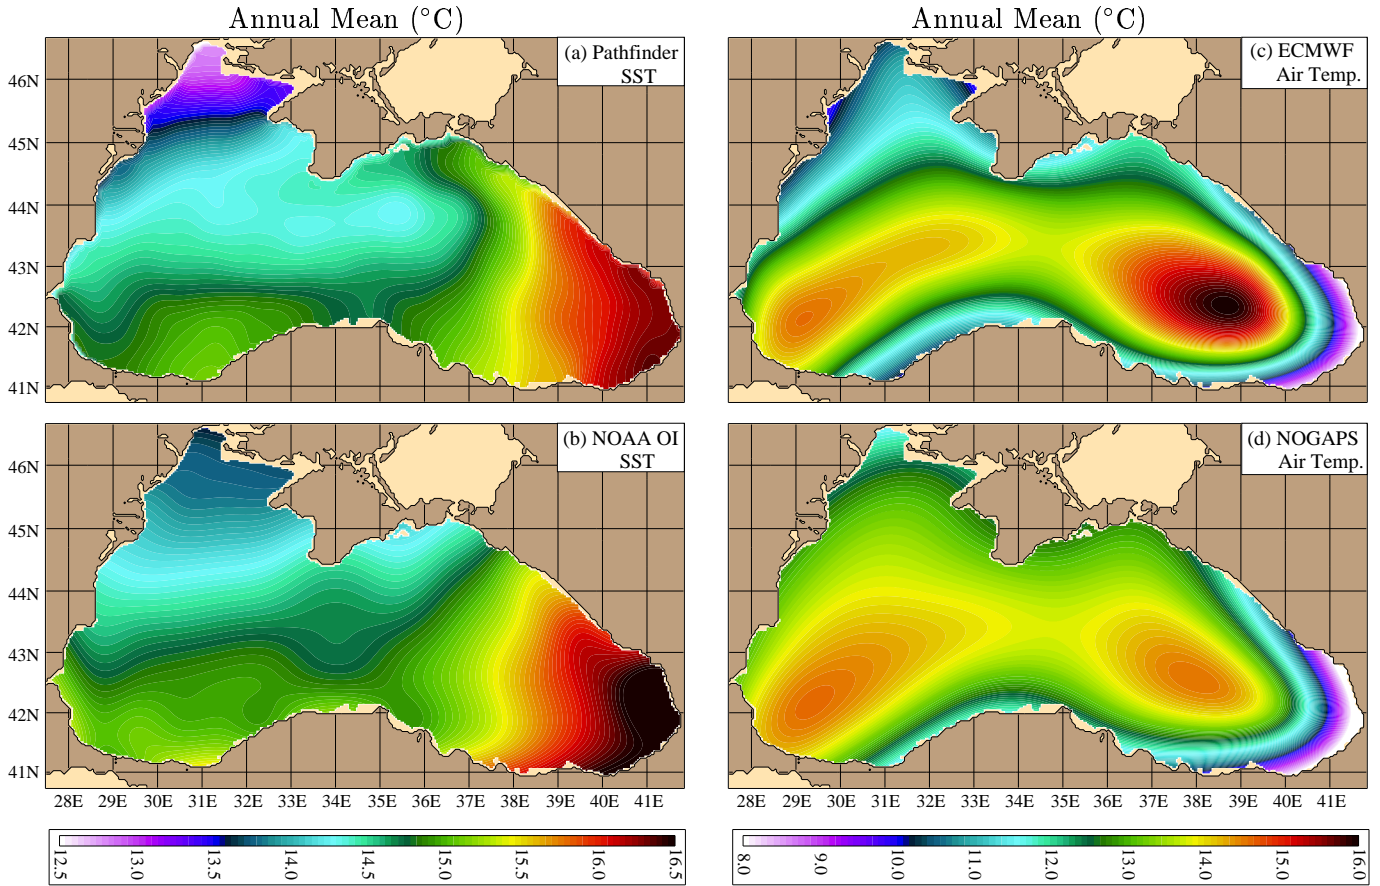 Annual Mean (°C)
Annual Mean (°C)
(a) Pathfinder
SST
(c) ECMWF
Air Temp.
46N
45N
44N
43N
42N
41N
(b) NOAA OI
SST
(d) NOGAPS
Air Temp.
46N
45N
44N
43N
42N
41N
28E 29E 30E 31E 32E 33E 34E 35E 36E 37E 38E 39E 40E 41E
28E 29E 30E 31E 32E 33E 34E 35E 36E 37E 38E 39E 40E 41E
12.5 13.0 13.5 14.0 14.5 15.0 15.5 16.0 16.5
8.0 9.0 10.0 11.0 12.0 13.0 14.0 15.0 16.0